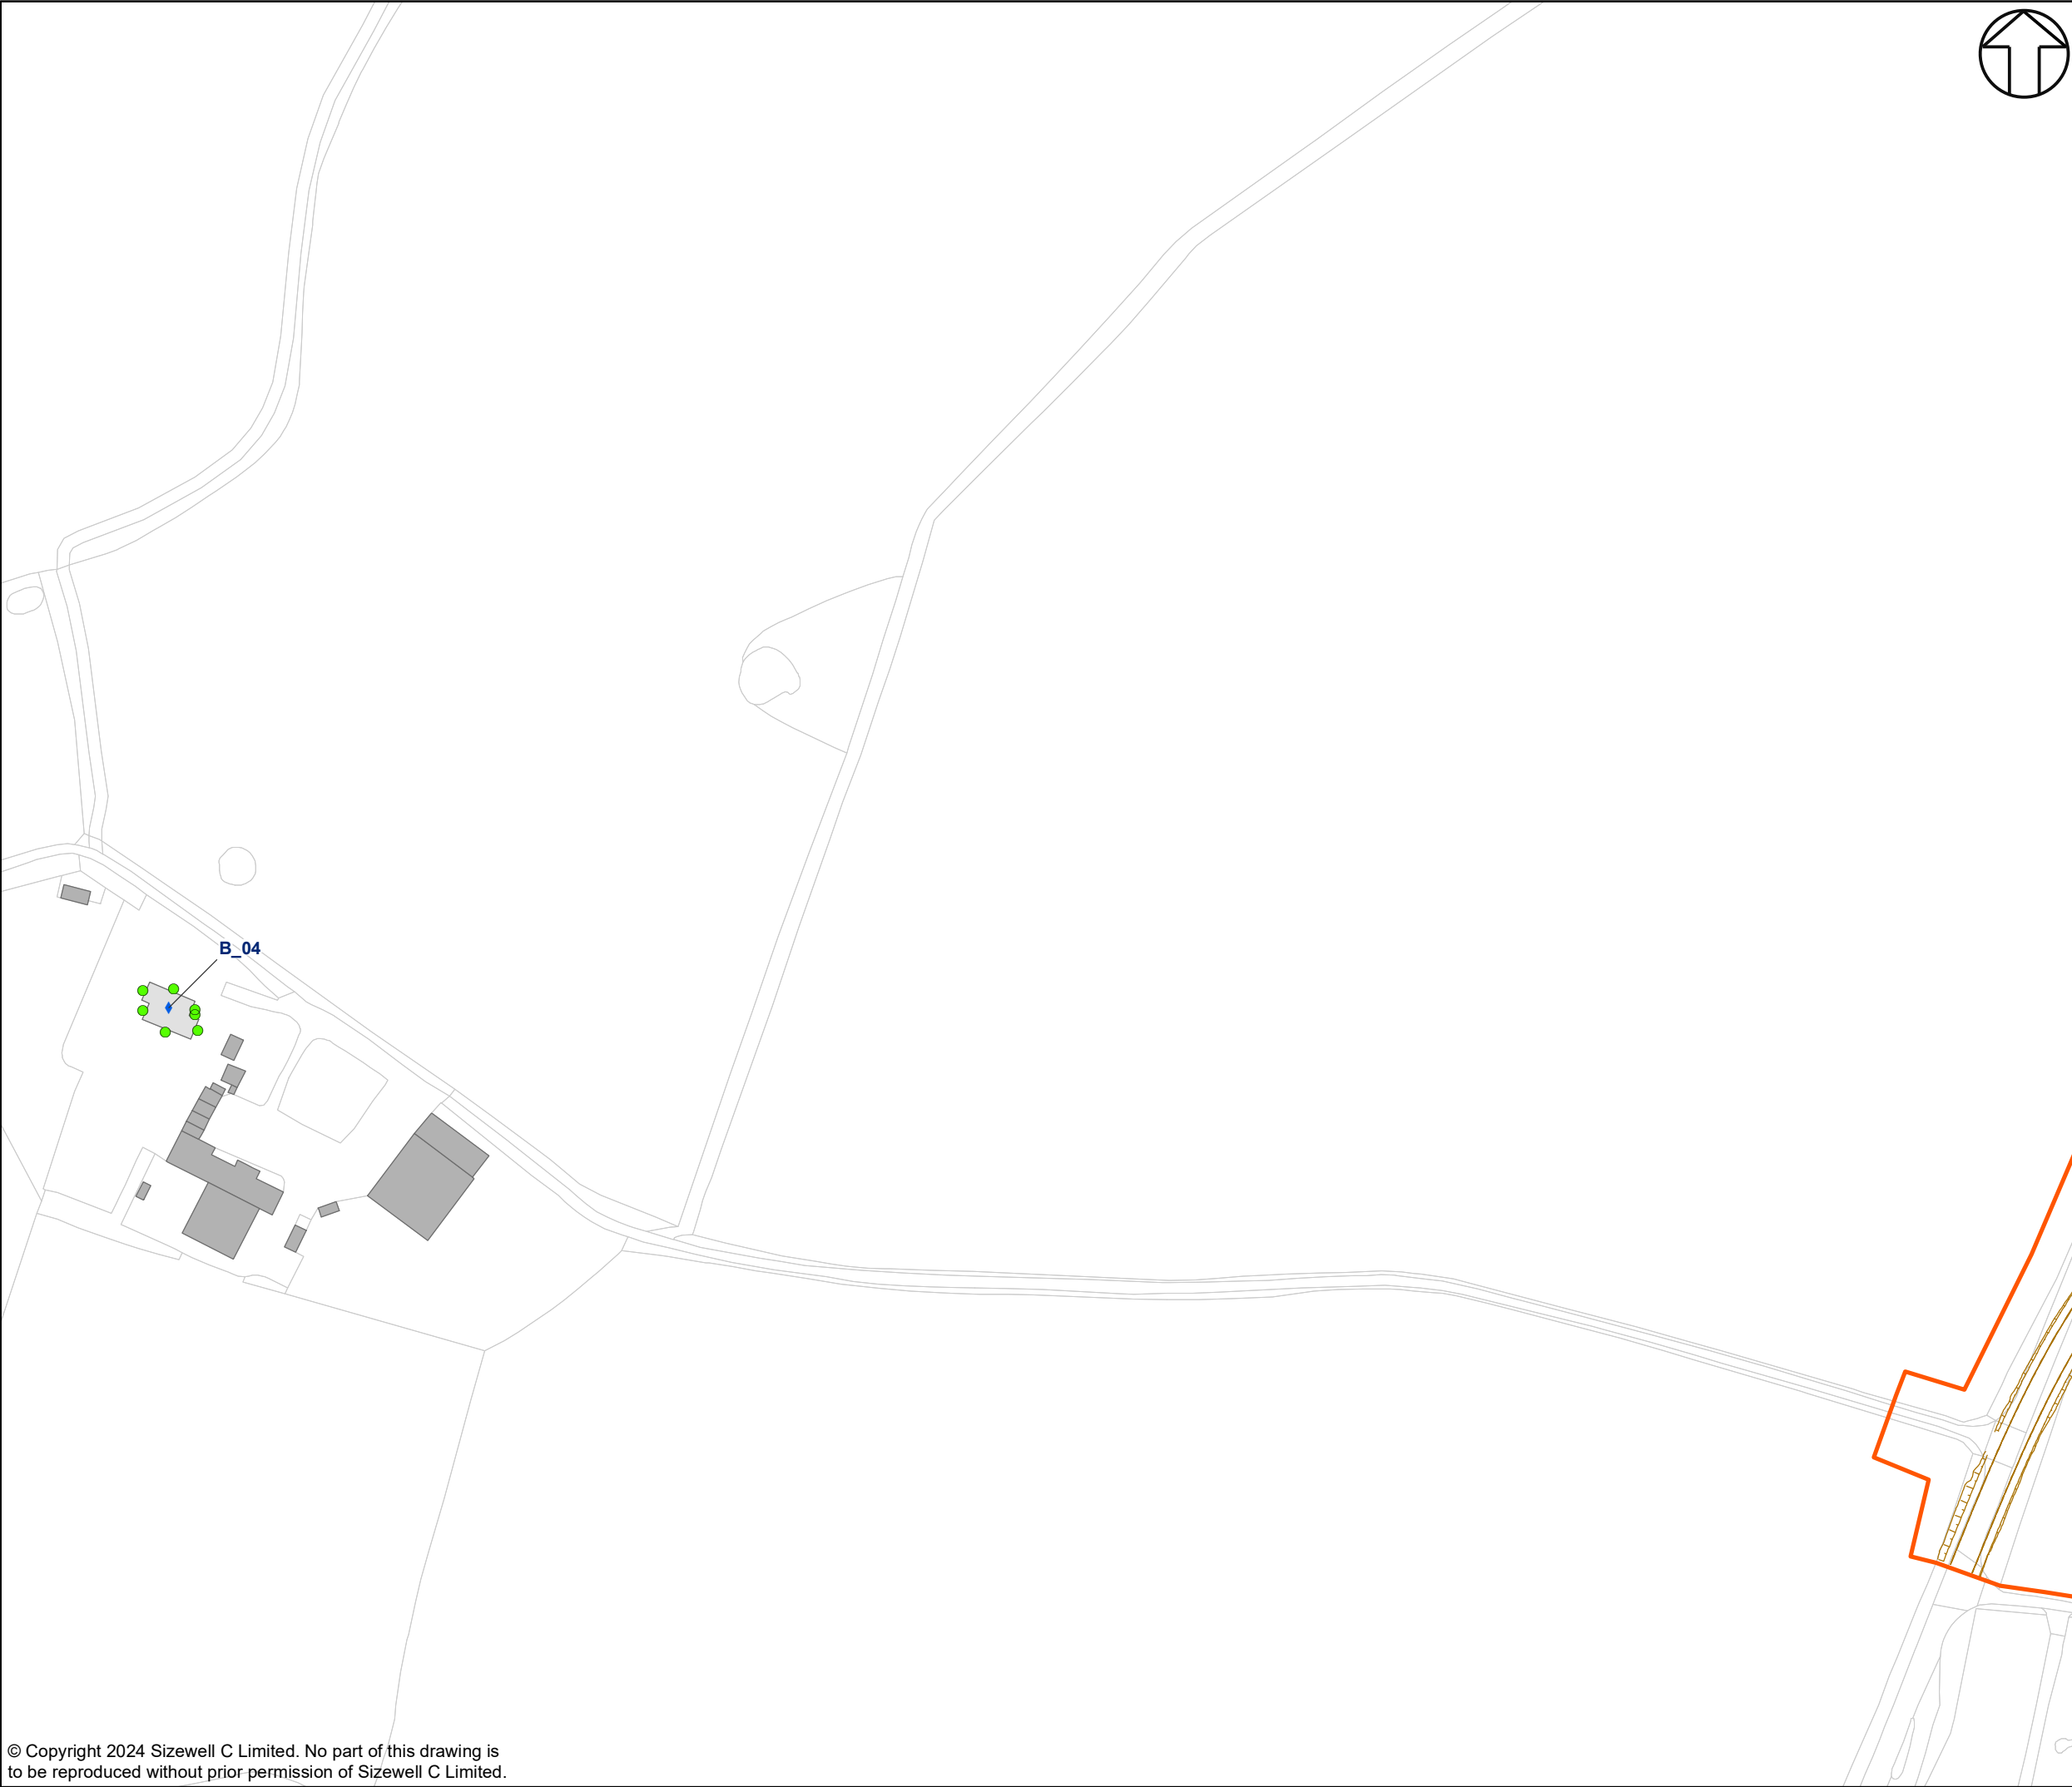 B_04
© Copyright 2024 Sizewell C Limited. No part of this drawing is
to be reproduced without prior permission of Sizewell C Limited.